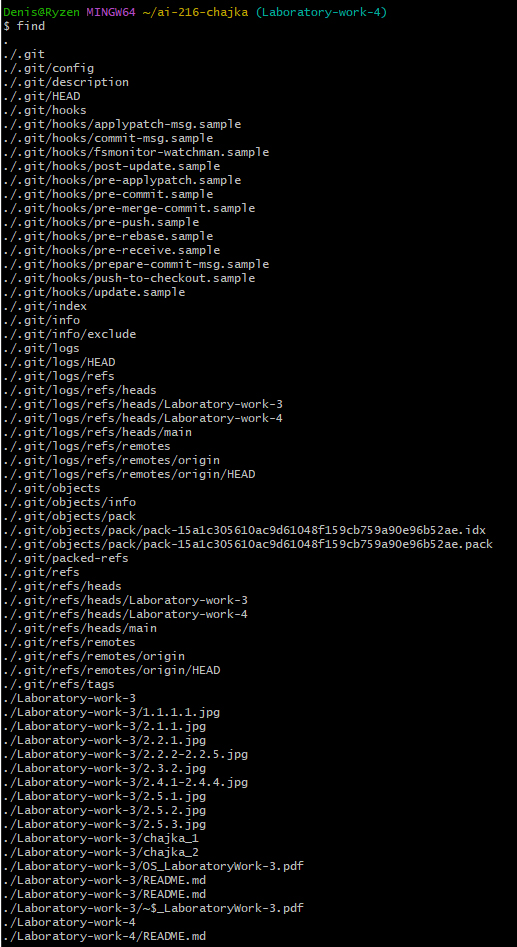 Denis@Ryzen MINGW64 ~/ai-216-chajka (Laboratory-work-4)
$ find
.
./.git
./.git/config
./.git/description
./.git/HEAD
./.git/hooks
./.git/hooks/applypatch-msg.sample
./.git/hooks/commit-msg.sample
./.git/hooks/fsmonitor-watchman.sample
./.git/hooks/post-update.sample
./.git/hooks/pre-applypatch.sample
./.git/hooks/pre-commit.sample
./.git/hooks/pre-merge-commit.sample
./.git/hooks/pre-push.sample
./.git/hooks/pre-rebase.sample
./.git/hooks/pre-receive.sample
./.git/hooks/prepare-commit-msg.sample
./.git/hooks/push-to-checkout.sample
./.git/hooks/update.sample
./.git/index
./.git/info
./.git/info/exclude
./.git/logs
./.git/logs/HEAD
./.git/logs/refs
./.git/logs/refs/heads
./.git/logs/refs/heads/Laboratory-work-3
./.git/logs/refs/heads/Laboratory-work-4
./.git/logs/refs/heads/main
./.git/logs/refs/remotes
./.git/logs/refs/remotes/origin
./.git/logs/refs/remotes/origin/HEAD
./.git/objects
./.git/objects/info
./.git/objects/pack
./.git/objects/pack/pack-15a1c305610ac9d61048f159cb759a90e96b52ae.idx
./.git/objects/pack/pack-15a1c305610ac9d61048f159cb759a90e96b52ae.pack
./.git/packed-refs
./.git/refs
./.git/refs/heads
./.git/refs/heads/Laboratory-work-3
./.git/refs/heads/Laboratory-work-4
./.git/refs/heads/main
./.git/refs/remotes
./.git/refs/remotes/origin
./.git/refs/remotes/origin/HEAD
./.git/refs/tags
./Laboratory-work-3
./Laboratory-work-3/1.1.1.1.jpg
./Laboratory-work-3/2.1.1.jpg
./Laboratory-work-3/2.2.1.jpg
./Laboratory-work-3/2.2.2-2.2.5.jpg
./Laboratory-work-3/2.3.2.jpg
./Laboratory-work-3/2.4.1-2.4.4.jpg
./Laboratory-work-3/2.5.1.jpg
./Laboratory-work-3/2.5.2.jpg
./Laboratory-work-3/2.5.3.jpg
./Laboratory-work-3/chajka_1
./Laboratory-work-3/chajka_2
./Laboratory-work-3/OS_LaboratoryWork-3.pdf
./Laboratory-work-3/README.md
./Laboratory-work-3/README.md
./Laboratory-work-3/~$_LaboratoryWork-3.pdf
./Laboratory-work-4
./Laboratory-work-4/README.md